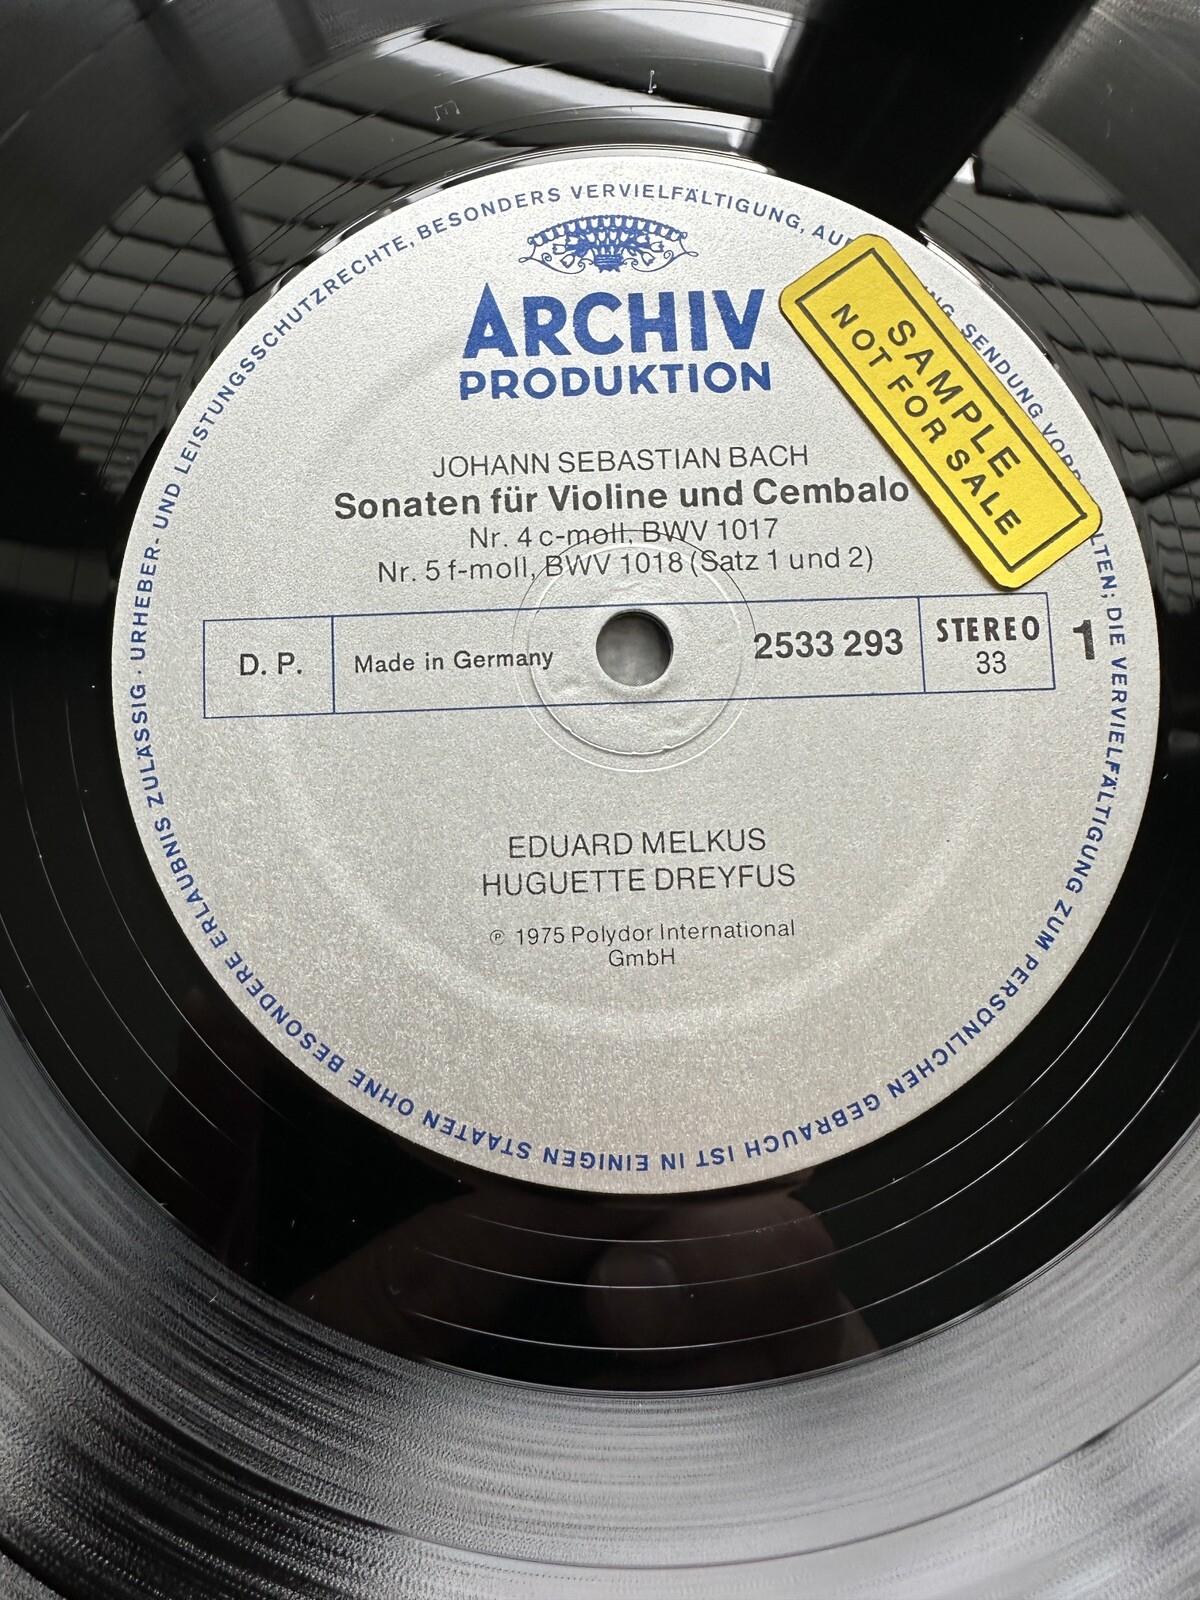 URHEBER- UND LEISTUNGSSCHUTZRECHTE, BESONDERS VERVIELFÄLTIGUNG, SENDUNG LTEN; DIE VERVIELFÄLTIGUNG ZUM PERSÖNLICHEN GEBRAUCH IST IN EINIGEN STAATEN OHNE BESONDERE ERLAUBNIS ZULÄSSIG ·
ARCHIV
PRODUKTION
SAMPLE
NOT FOR SALE
JOHANN SEBASTIAN BACH
Sonaten für Violine und Cembalo
Nr. 4 c-moll, BWV 1017
Nr. 5 f-moll, BWV 1018 (Satz 1 und 2)
D. P. Made in Germany 2533 293 STEREO 1
33
EDUARD MELKUS
HUGUETTE DREYFUS
℗ 1975 Polydor International
GmbH